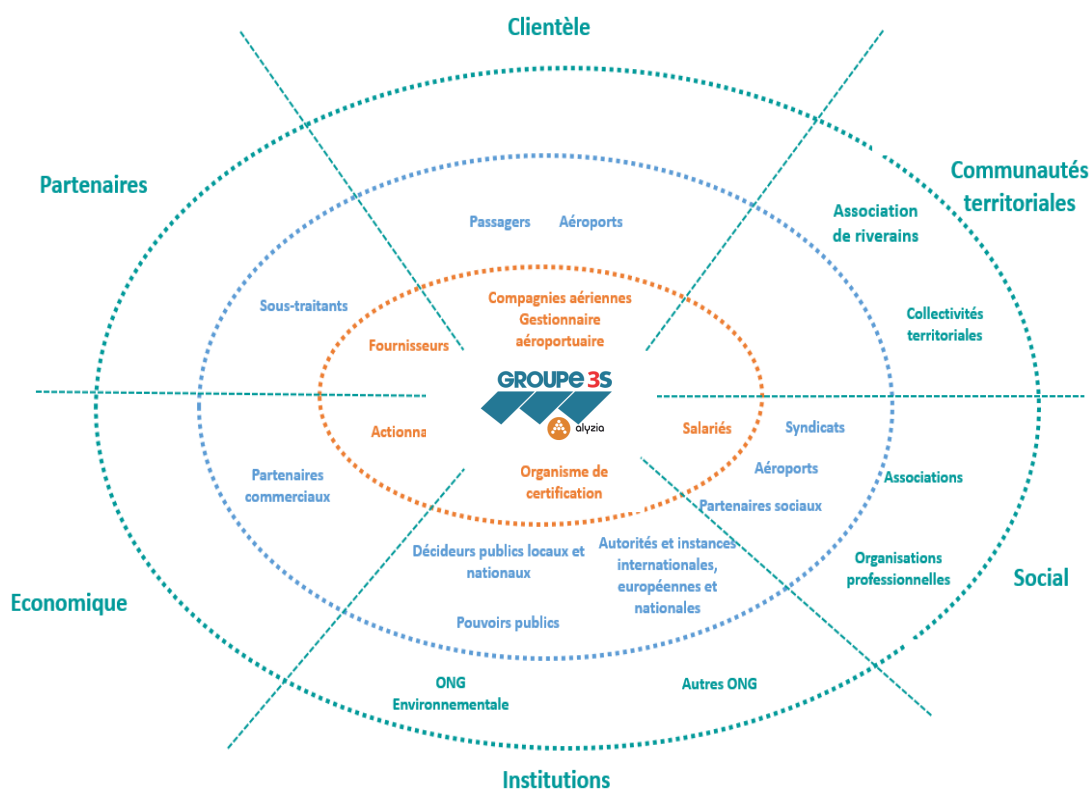 Clientèle
Partenaires
Communautés
territoriales
Association
de riverains
Passagers
Aéroports
Sous-traitants
Compagnies aériennes
Gestionnaire
aéroportuaire
Collectivités
territoriales
Fournisseurs
GROUPe 3S
alyzia
Actionna
Salariés
Syndicats
Aéroports
Organisme de
certification
Partenaires
commerciaux
Associations
Partenaires sociaux
Décideurs publics locaux et
nationaux
Autorités et instances
internationales,
européennes et
nationales
Organisations
professionnelles
Social
Economique
Pouvoirs publics
ONG
Environnementale
Autres ONG
Institutions